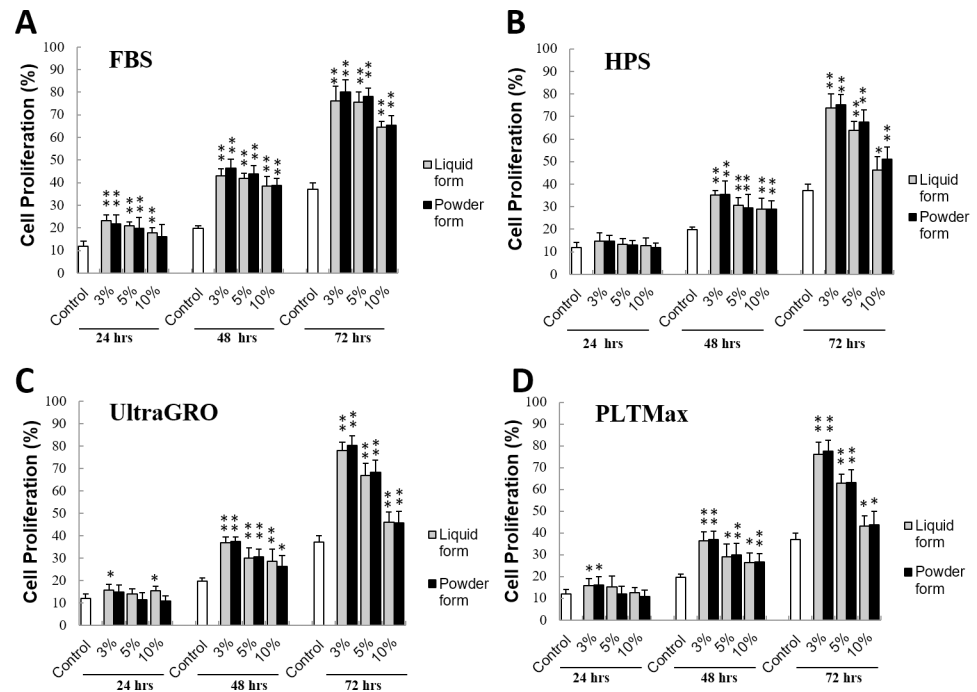 A
FBS
Cell Proliferation (%)
100
90
80
70
60
50
40
30
20
10
0
** ** ** ** ** ** ** ** ** ** ** ** ** ** ** ** **
Liquid form
Powder form
Control 3% 5% 10% Control 3% 5% 10% Control 3% 5% 10%
24 hrs 48 hrs 72 hrs
B
HPS
Cell Proliferation (%)
100
90
80
70
60
50
40
30
20
10
0
** ** ** ** ** ** ** ** ** ** * **
Liquid form
Powder form
Control 3% 5% 10% Control 3% 5% 10% Control 3% 5% 10%
24 hrs 48 hrs 72 hrs
C
UltraGRO
Cell Proliferation (%)
100
90
80
70
60
50
40
30
20
10
0
* * ** ** ** ** ** * ** ** ** ** ** **
Liquid form
Powder form
Control 3% 5% 10% Control 3% 5% 10% Control 3% 5% 10%
24 hrs 48 hrs 72 hrs
D
PLTMax
Cell Proliferation (%)
100
90
80
70
60
50
40
30
20
10
0
* * ** ** ** ** * ** ** ** ** ** * *
Liquid form
Powder form
Control 3% 5% 10% Control 3% 5% 10% Control 3% 5% 10%
24 hrs 48 hrs 72 hrs